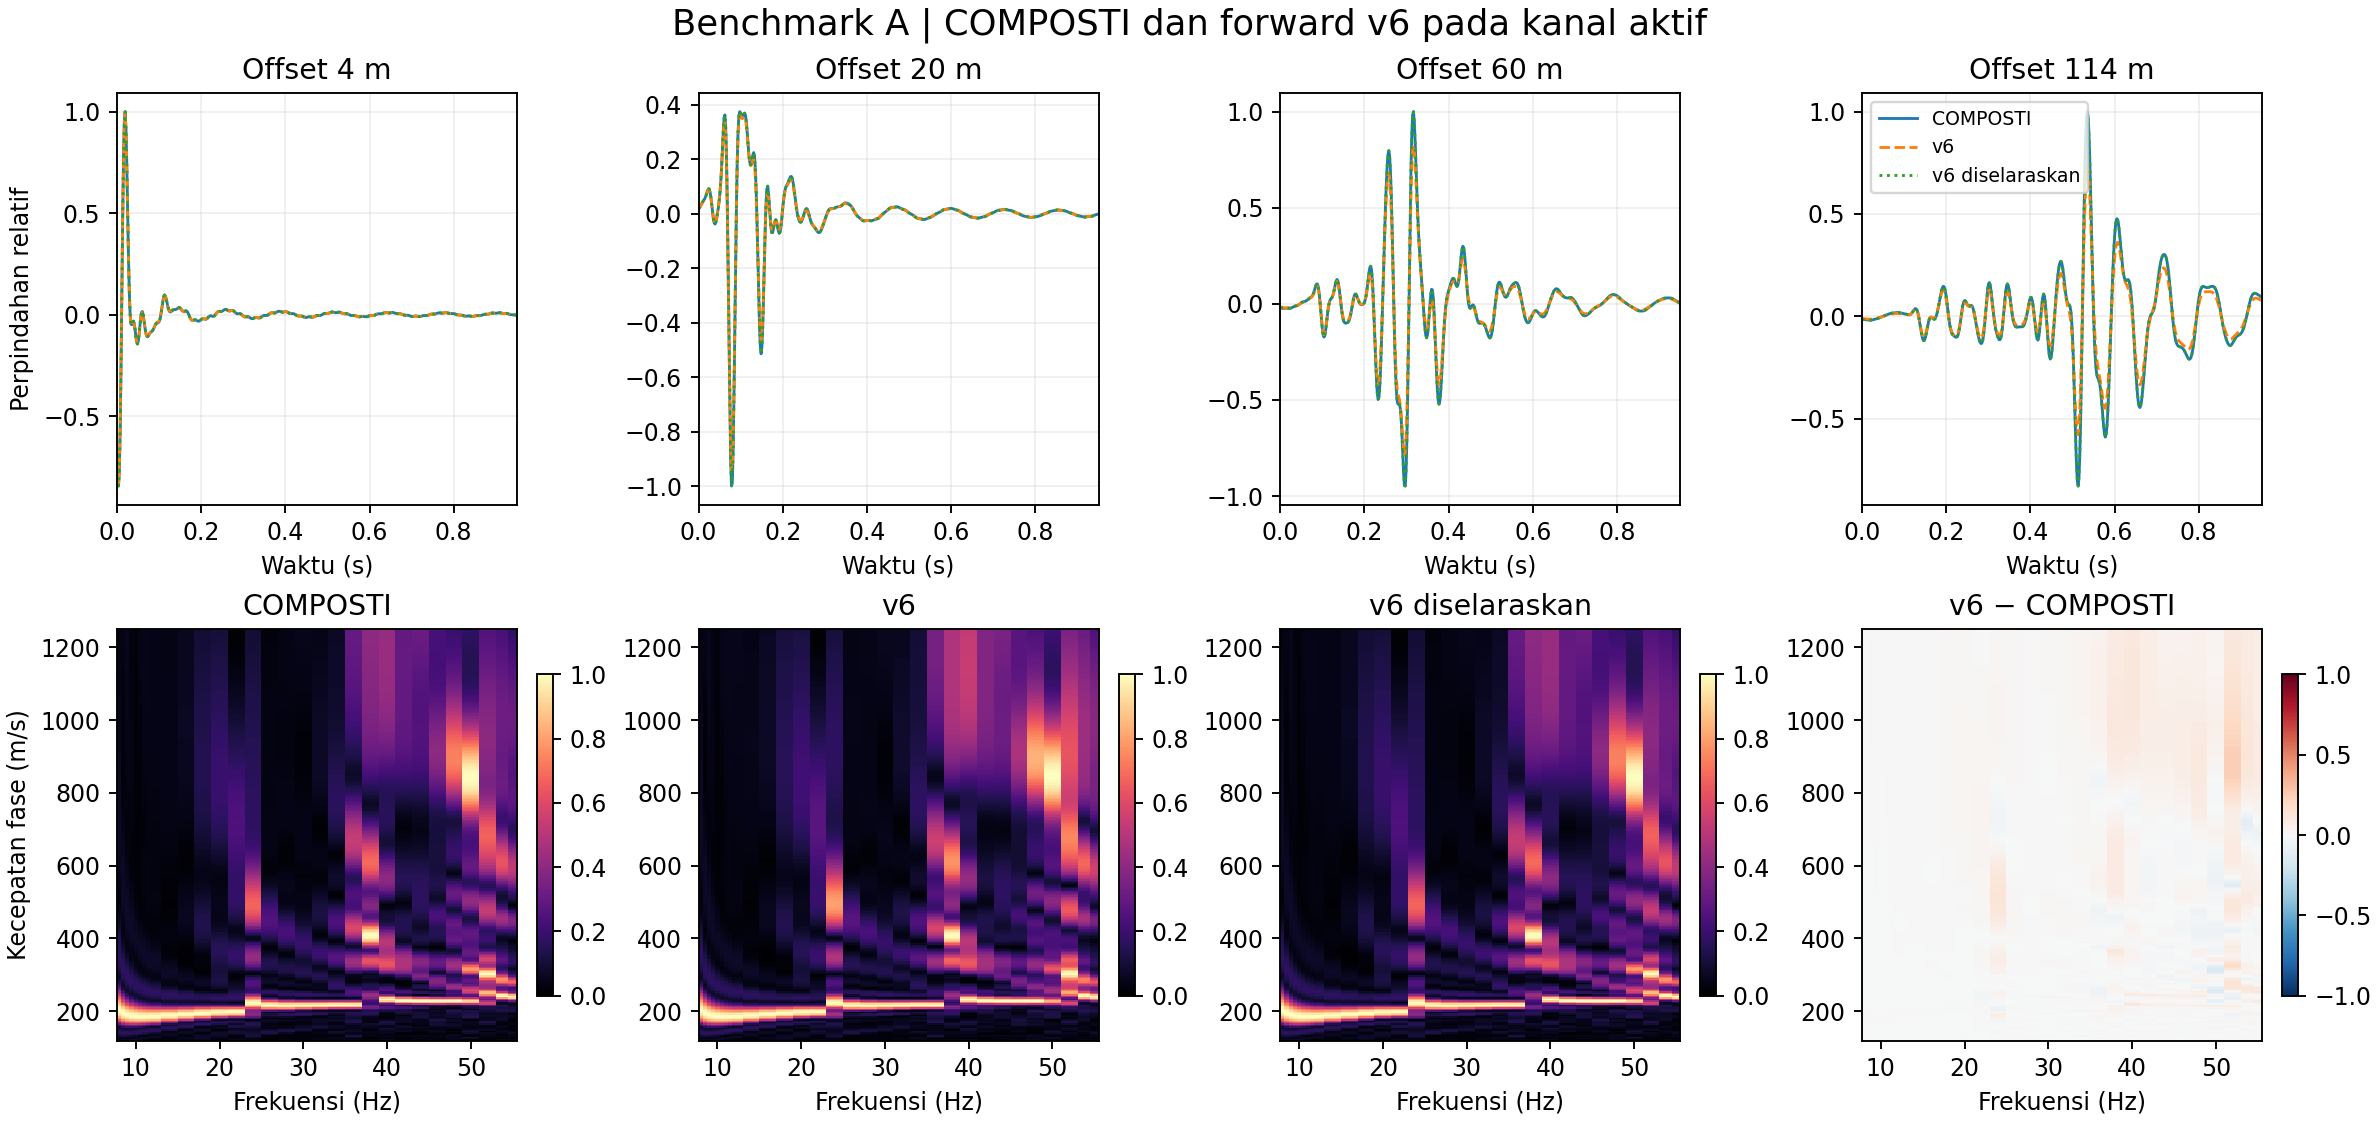 Benchmark A | COMPOSTI dan forward v6 pada kanal aktif
Offset 4 m
1.0
0.5
0.0
−0.5
Perpindahan relatif
0.0 0.2 0.4 0.6 0.8
Waktu (s)
Offset 20 m
0.4
0.2
0.0
−0.2
−0.4
−0.6
−0.8
−1.0
0.0 0.2 0.4 0.6 0.8
Waktu (s)
Offset 60 m
1.0
0.5
0.0
−0.5
−1.0
0.0 0.2 0.4 0.6 0.8
Waktu (s)
Offset 114 m
1.0
0.5
0.0
−0.5
COMPOSTI
v6
v6 diselaraskan
0.0 0.2 0.4 0.6 0.8
Waktu (s)
COMPOSTI
1200
1000
800
600
400
200
Kecepatan fase (m/s)
10 20 30 40 50
Frekuensi (Hz)
1.0
0.8
0.6
0.4
0.2
0.0
v6
1200
1000
800
600
400
200
10 20 30 40 50
Frekuensi (Hz)
1.0
0.8
0.6
0.4
0.2
0.0
v6 diselaraskan
1200
1000
800
600
400
200
10 20 30 40 50
Frekuensi (Hz)
1.0
0.8
0.6
0.4
0.2
0.0
v6 − COMPOSTI
1200
1000
800
600
400
200
10 20 30 40 50
Frekuensi (Hz)
1.0
0.5
0.0
−0.5
−1.0